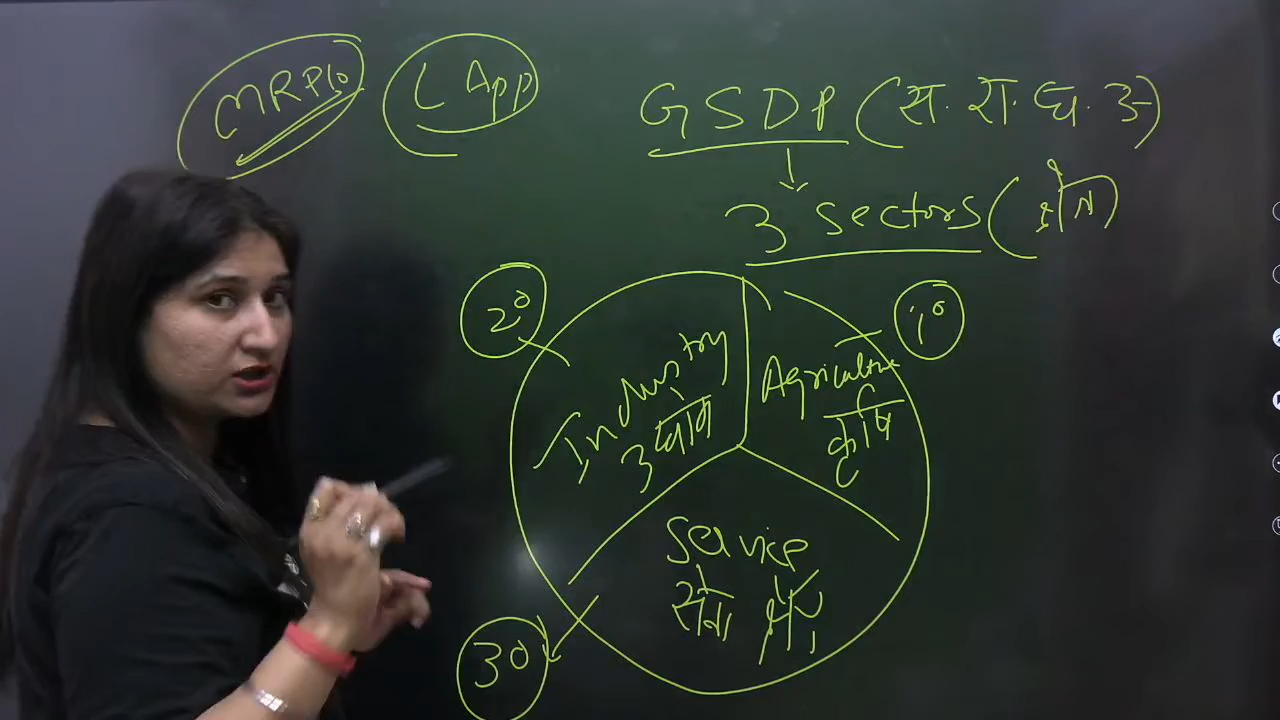 MRP10 L App
GSDP (स. रा. घ. उ)
3 sectors (क्षेत्र)
2° 1°
Industry
उद्योग
Agriculture
कृषि
Service
सेवा क्षेत्र
3°